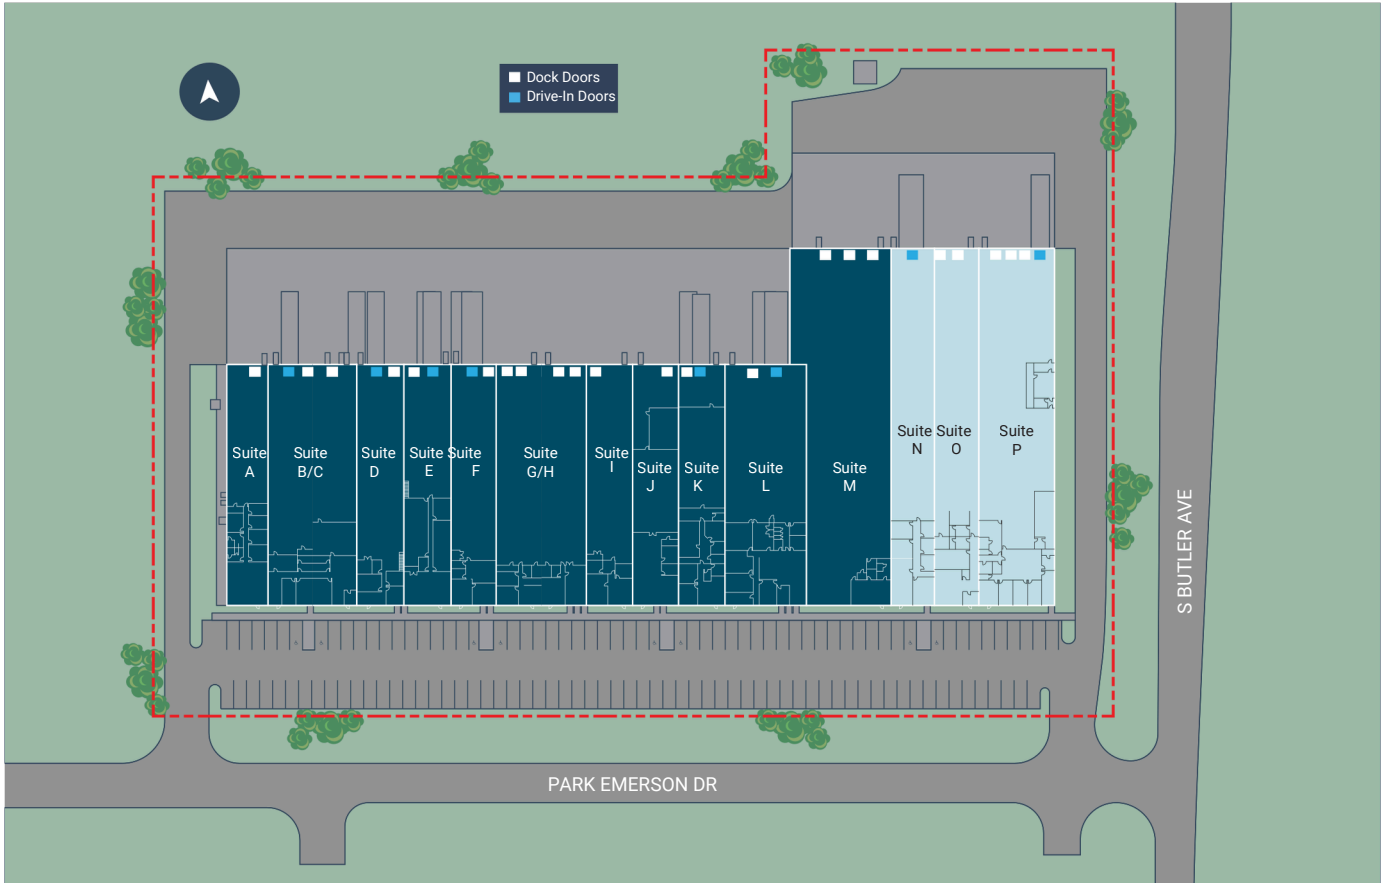 Dock Doors
Drive-In Doors
Suite
A
Suite
B/C
Suite
D
Suite
E
Suite
F
Suite
G/H
Suite
I
Suite
J
Suite
K
Suite
L
Suite
M
Suite
N
Suite
O
Suite
P
S BUTLER AVE
PARK EMERSON DR